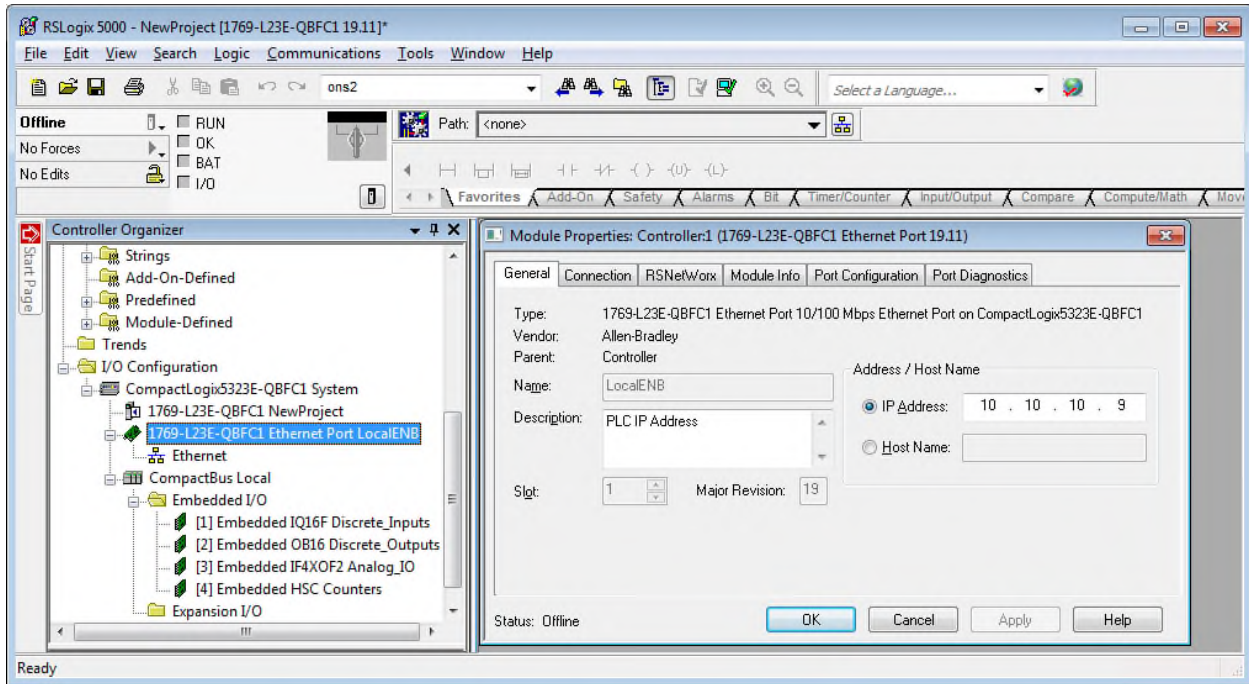 RSLogix 5000 - NewProject [1769-L23E-QBFC1 19.11]*
File Edit View Search Logic Communications Tools Window Help
ons2
Select a Language...
Offline
RUN
No Forces
OK
No Edits
BAT
I/O
Path: <none>
Favorites Add-On Safety Alarms Bit Timer/Counter Input/Output Compare Compute/Math Move
Start Page
Controller Organizer
Strings
Add-On-Defined
Predefined
Module-Defined
Trends
I/O Configuration
CompactLogix5323E-QBFC1 System
1769-L23E-QBFC1 NewProject
1769-L23E-QBFC1 Ethernet Port LocalENB
Ethernet
CompactBus Local
Embedded I/O
[1] Embedded IQ16F Discrete_Inputs
[2] Embedded OB16 Discrete_Outputs
[3] Embedded IF4XOF2 Analog_IO
[4] Embedded HSC Counters
Expansion I/O
Module Properties: Controller:1 (1769-L23E-QBFC1 Ethernet Port 19.11)
General Connection RSNetWorx Module Info Port Configuration Port Diagnostics
Type: 1769-L23E-QBFC1 Ethernet Port 10/100 Mbps Ethernet Port on CompactLogix5323E-QBFC1
Vendor: Allen-Bradley
Parent: Controller
Name: LocalENB
Description: PLC IP Address
Slot: 1 Major Revision: 19
Address / Host Name
IP Address: 10 . 10 . 10 . 9
Host Name:
Status: Offline
OK Cancel Apply Help
Ready